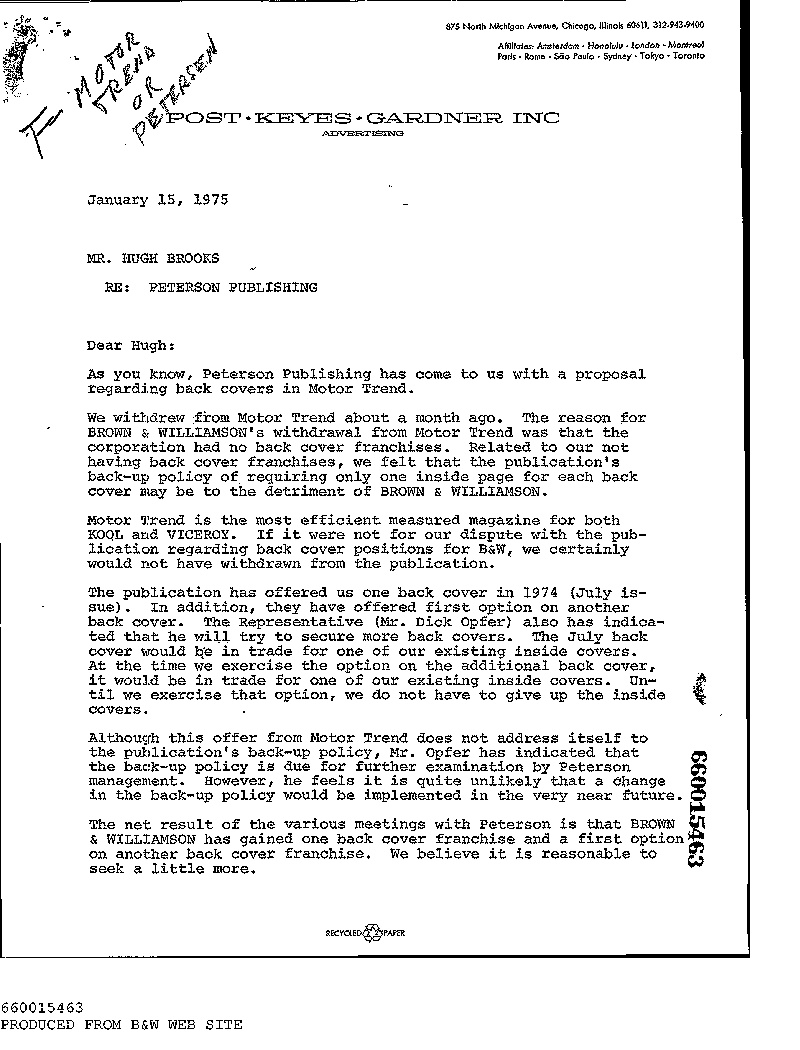 875 North Michigan Avenue, Chicago, Illinois 60611, 312-943-9400
Affiliates: Amsterdam · Honolulu · London · Montreal
Paris · Rome · São Paulo · Sydney · Tokyo · Toronto
MOTOR
TREND
OR
PETERSEN
POST·KEYES·GARDNER INC
ADVERTISING
January 15, 1975
MR. HUGH BROOKS
RE: PETERSON PUBLISHING
Dear Hugh:
As you know, Peterson Publishing has come to us with a proposal
regarding back covers in Motor Trend.
We withdrew from Motor Trend about a month ago. The reason for
BROWN & WILLIAMSON's withdrawal from Motor Trend was that the
corporation had no back cover franchises. Related to our not
having back cover franchises, we felt that the publication's
back-up policy of requiring only one inside page for each back
cover may be to the detriment of BROWN & WILLIAMSON.
Motor Trend is the most efficient measured magazine for both
KOOL and VICEROY. If it were not for our dispute with the pub-
lication regarding back cover positions for B&W, we certainly
would not have withdrawn from the publication.
The publication has offered us one back cover in 1974 (July is-
sue). In addition, they have offered first option on another
back cover. The Representative (Mr. Dick Opfer) also has indica-
ted that he will try to secure more back covers. The July back
cover would be in trade for one of our existing inside covers.
At the time we exercise the option on the additional back cover,
it would be in trade for one of our existing inside covers. Un-
til we exercise that option, we do not have to give up the inside
covers.
Although this offer from Motor Trend does not address itself to
the publication's back-up policy, Mr. Opfer has indicated that
the back-up policy is due for further examination by Peterson
management. However, he feels it is quite unlikely that a change
in the back-up policy would be implemented in the very near future.
The net result of the various meetings with Peterson is that BROWN
& WILLIAMSON has gained one back cover franchise and a first option
on another back cover franchise. We believe it is reasonable to
seek a little more.
660015463
RECYCLED PAPER
660015463
PRODUCED FROM B&W WEB SITE